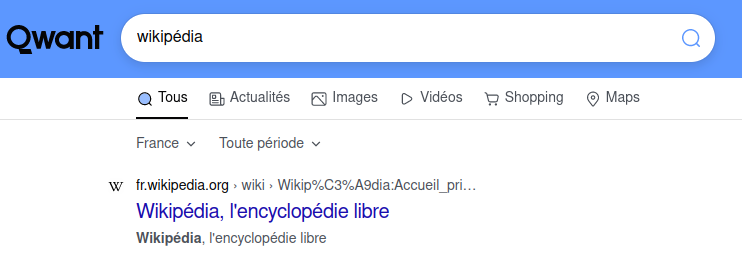 Qwant wikipédia
Tous Actualités Images Vidéos Shopping Maps
France Toute période
W fr.wikipedia.org › wiki › Wikip%C3%A9dia:Accueil_pri…
Wikipédia, l'encyclopédie libre
Wikipédia, l'encyclopédie libre